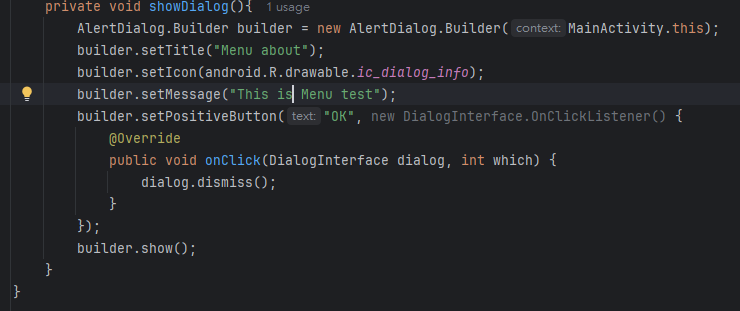 private void showDialog(){ 1 usage
AlertDialog.Builder builder = new AlertDialog.Builder( context: MainActivity.this);
builder.setTitle("Menu about");
builder.setIcon(android.R.drawable.ic_dialog_info);
builder.setMessage("This is Menu test");
builder.setPositiveButton( text: "OK", new DialogInterface.OnClickListener() {
@Override
public void onClick(DialogInterface dialog, int which) {
dialog.dismiss();
}
});
builder.show();
}
}